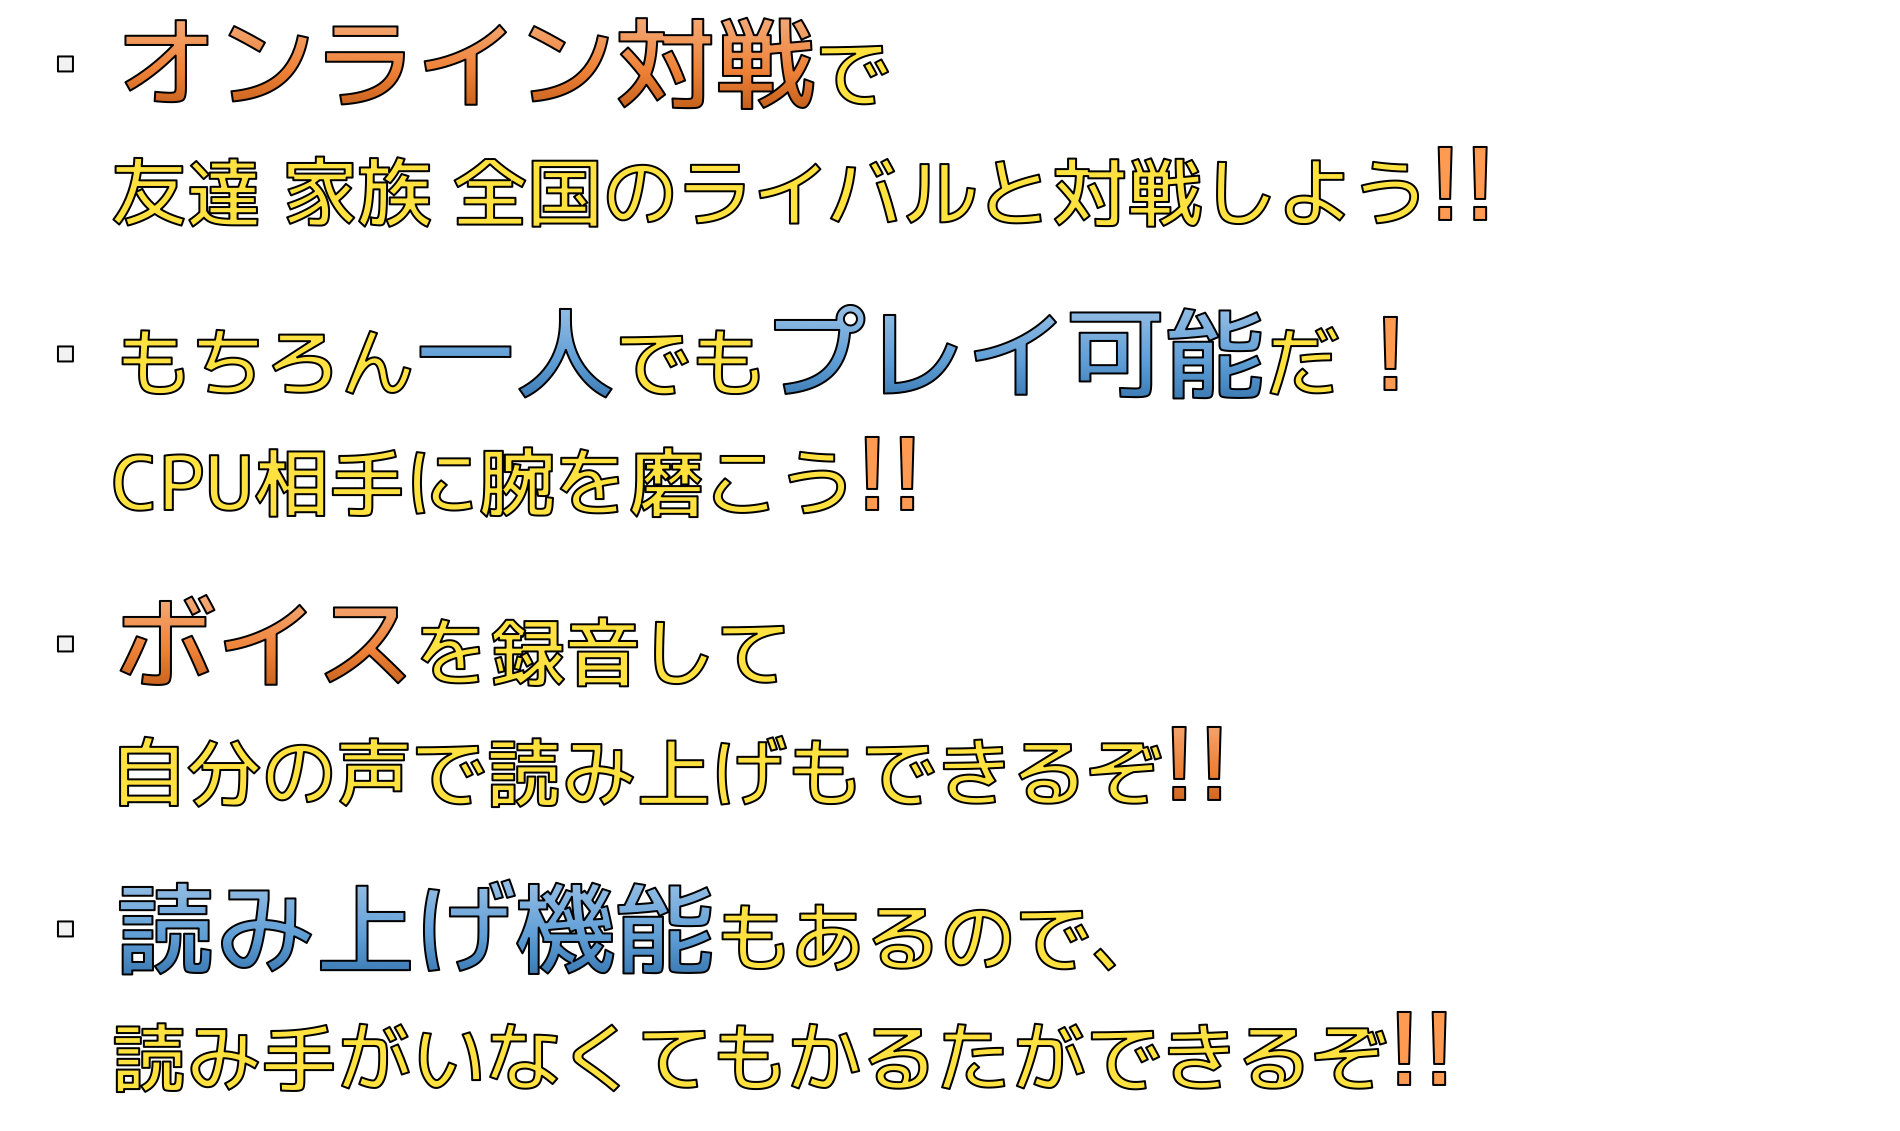 ▫ オンライン対戦で
友達 家族 全国のライバルと対戦しよう!!
▫ もちろん一人でもプレイ可能だ！
CPU相手に腕を磨こう!!
▫ ボイスを録音して
自分の声で読み上げもできるぞ!!
▫ 読み上げ機能もあるので、
読み手がいなくてもかるたができるぞ!!